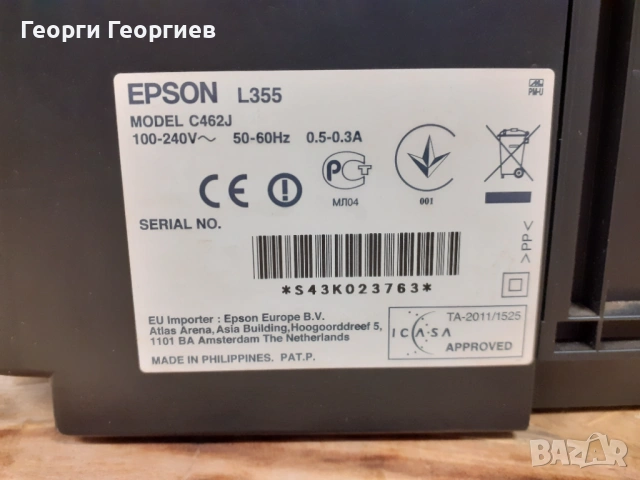 Георги Георгиев
EPSON L355
MODEL C462J
100-240V~ 50-60Hz 0.5-0.3A
PM-U
CE
PCT
МЛ04
001
SERIAL NO.
*S43K023763*
>PP<
EU Importer : Epson Europe B.V.
Atlas Arena, Asia Building, Hoogoorddreef 5,
1101 BA Amsterdam The Netherlands
MADE IN PHILIPPINES. PAT.P.
ICASA
TA-2011/1525
APPROVED
BAZAR